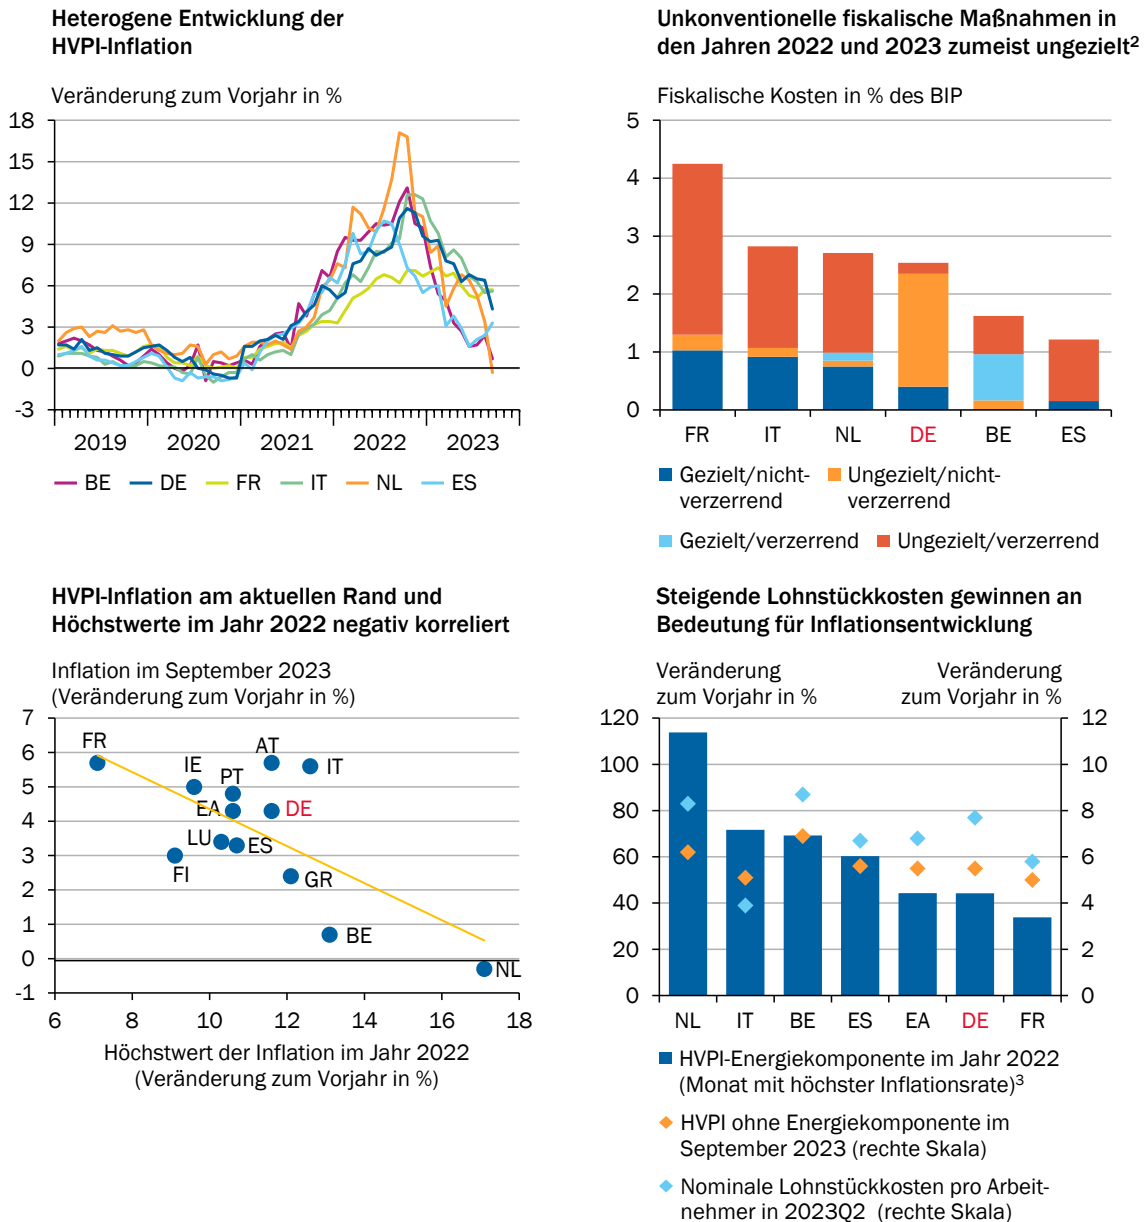 Heterogene Entwicklung der
HVPI-Inflation
Veränderung zum Vorjahr in %
18
15
12
9
6
3
0
-3
2019 2020 2021 2022 2023
BE DE FR IT NL ES
Unkonventionelle fiskalische Maßnahmen in
den Jahren 2022 und 2023 zumeist ungezielt²
Fiskalische Kosten in % des BIP
5
4
3
2
1
0
FR IT NL DE BE ES
Gezielt/nicht-
verzerrend
Ungezielt/nicht-
verzerrend
Gezielt/verzerrend Ungezielt/verzerrend
HVPI-Inflation am aktuellen Rand und
Höchstwerte im Jahr 2022 negativ korreliert
Inflation im September 2023
(Veränderung zum Vorjahr in %)
7
6
5
4
3
2
1
0
-1
FR
AT
IE
IT
PT
EA
DE
LU
ES
FI
GR
BE
NL
6 8 10 12 14 16 18
Höchstwert der Inflation im Jahr 2022
(Veränderung zum Vorjahr in %)
Steigende Lohnstückkosten gewinnen an
Bedeutung für Inflationsentwicklung
Veränderung
zum Vorjahr in %
Veränderung
zum Vorjahr in %
120 12
100 10
80 8
60 6
40 4
20 2
0 0
NL IT BE ES EA DE FR
HVPI-Energiekomponente im Jahr 2022
(Monat mit höchster Inflationsrate)³
HVPI ohne Energiekomponente im
September 2023 (rechte Skala)
Nominale Lohnstückkosten pro Arbeit-
nehmer in 2023Q2 (rechte Skala)